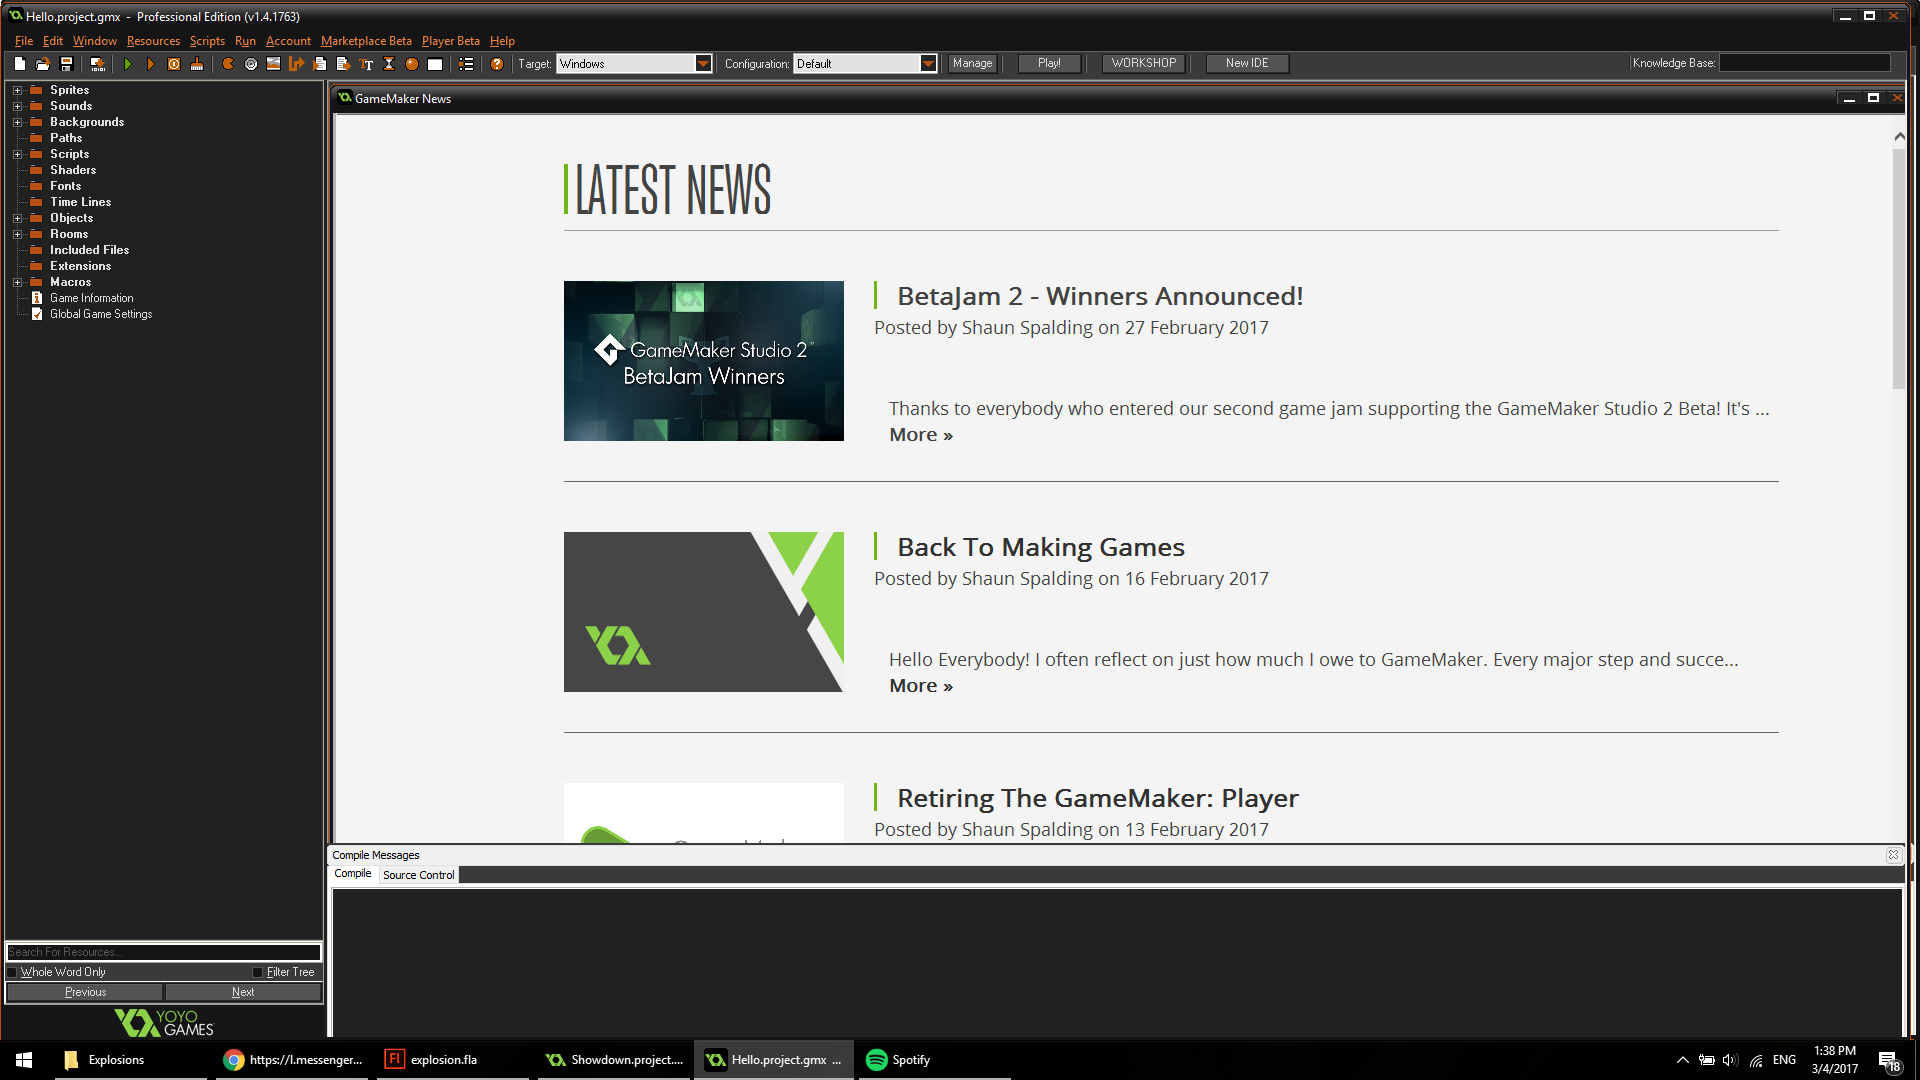 Hello.project.gmx - Professional Edition (v1.4.1763)
File Edit Window Resources Scripts Run Account Marketplace Beta Player Beta Help
Target: Windows Configuration: Default Manage Play! WORKSHOP New IDE Knowledge Base:
Sprites
Sounds
Backgrounds
Paths
Scripts
Shaders
Fonts
Time Lines
Objects
Rooms
Included Files
Extensions
Macros
Game Information
Global Game Settings
Search For Resources...
Whole Word Only Filter Tree
Previous Next
YOYO
GAMES
GameMaker News
LATEST NEWS
GameMaker Studio 2™
BetaJam Winners
BetaJam 2 - Winners Announced!
Posted by Shaun Spalding on 27 February 2017
Thanks to everybody who entered our second game jam supporting the GameMaker Studio 2 Beta! It's ...
More »
Back To Making Games
Posted by Shaun Spalding on 16 February 2017
Hello Everybody! I often reflect on just how much I owe to GameMaker. Every major step and succe...
More »
Retiring The GameMaker: Player
Posted by Shaun Spalding on 13 February 2017
Compile Messages
Compile Source Control
Explosions https://l.messenger... Fl explosion.fla Showdown.project.... Hello.project.gmx ... Spotify
ENG
1:38 PM
3/4/2017
18